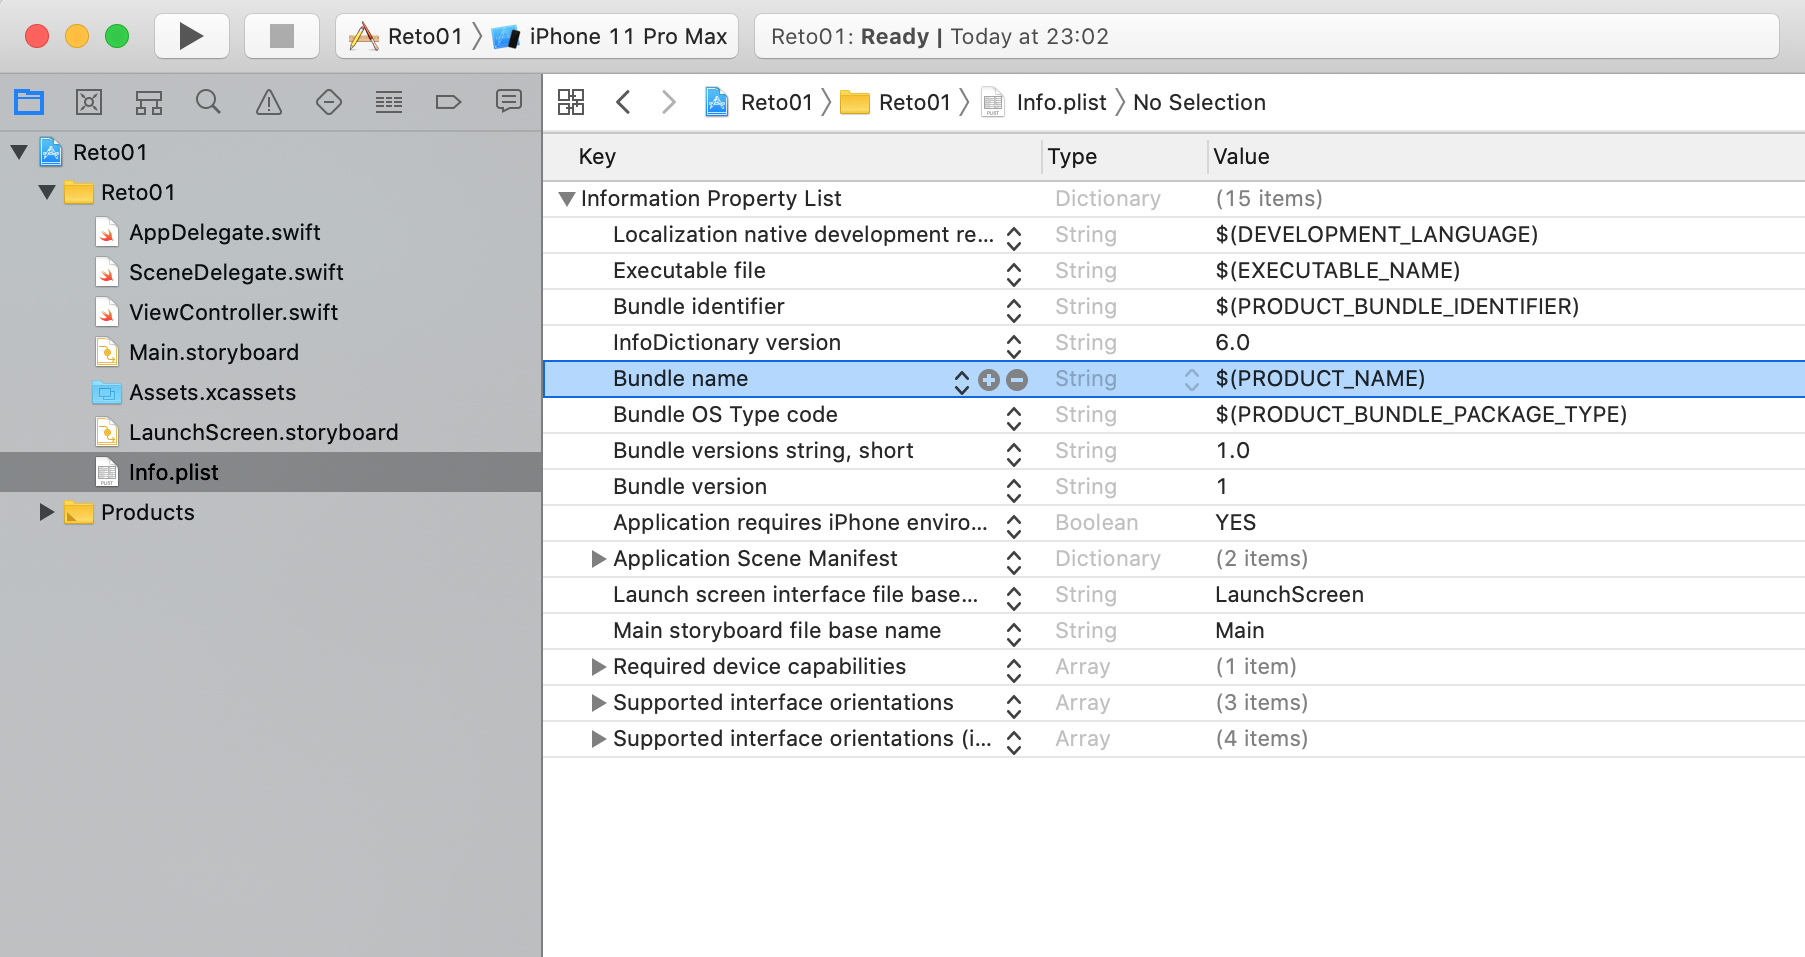 Reto01 iPhone 11 Pro Max
Reto01: Ready | Today at 23:02
Reto01 Reto01 Info.plist No Selection
Reto01
Reto01
AppDelegate.swift
SceneDelegate.swift
ViewController.swift
Main.storyboard
Assets.xcassets
LaunchScreen.storyboard
Info.plist
Products
Key Type Value
Information Property List Dictionary (15 items)
Localization native development re... String $(DEVELOPMENT_LANGUAGE)
Executable file String $(EXECUTABLE_NAME)
Bundle identifier String $(PRODUCT_BUNDLE_IDENTIFIER)
InfoDictionary version String 6.0
Bundle name String $(PRODUCT_NAME)
Bundle OS Type code String $(PRODUCT_BUNDLE_PACKAGE_TYPE)
Bundle versions string, short String 1.0
Bundle version String 1
Application requires iPhone enviro... Boolean YES
Application Scene Manifest Dictionary (2 items)
Launch screen interface file base... String LaunchScreen
Main storyboard file base name String Main
Required device capabilities Array (1 item)
Supported interface orientations Array (3 items)
Supported interface orientations (i... Array (4 items)